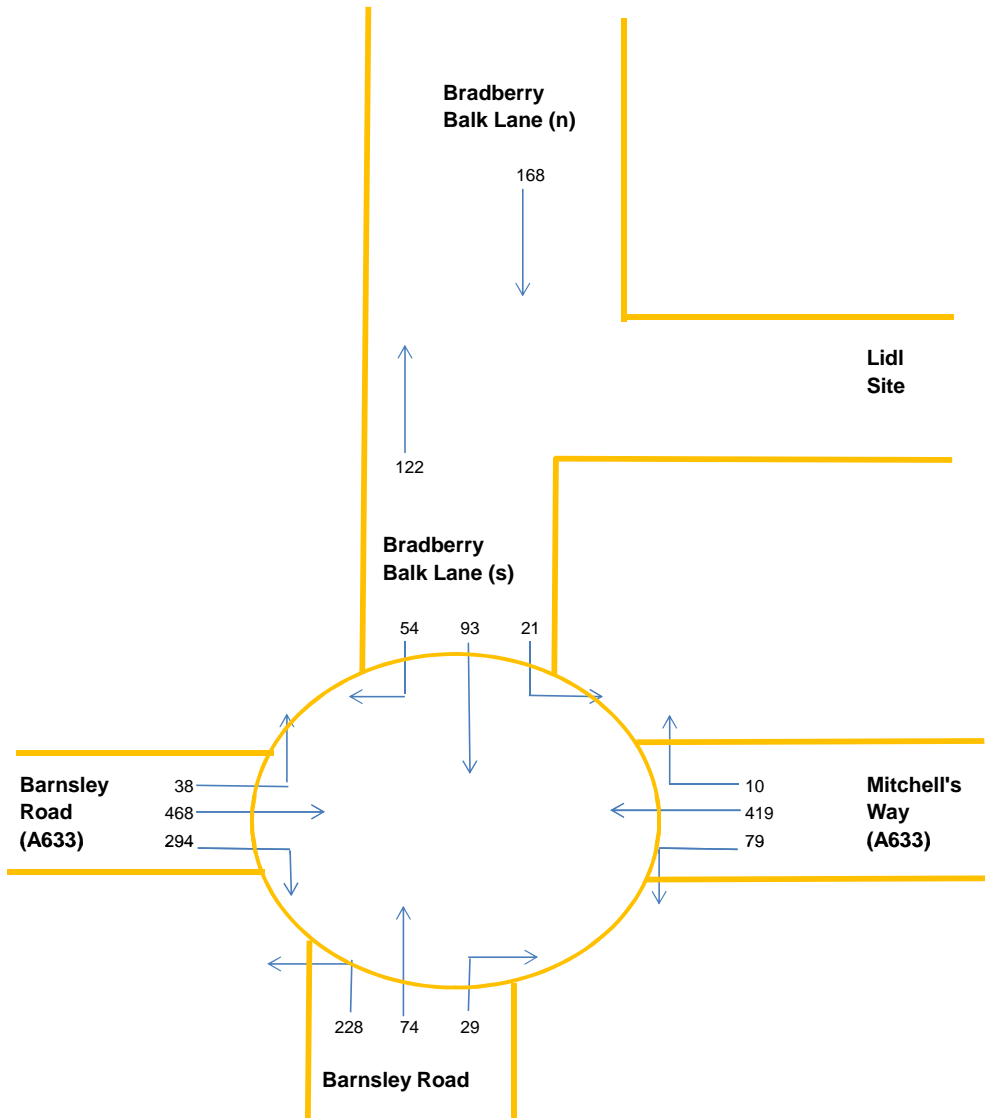 Bradberry
Balk Lane (n)
168
Lidl
Site
122
Bradberry
Balk Lane (s)
54 93 21
Barnsley
Road
(A633)
38
468
294
10
419
79
Mitchell's
Way
(A633)
228 74 29
Barnsley Road